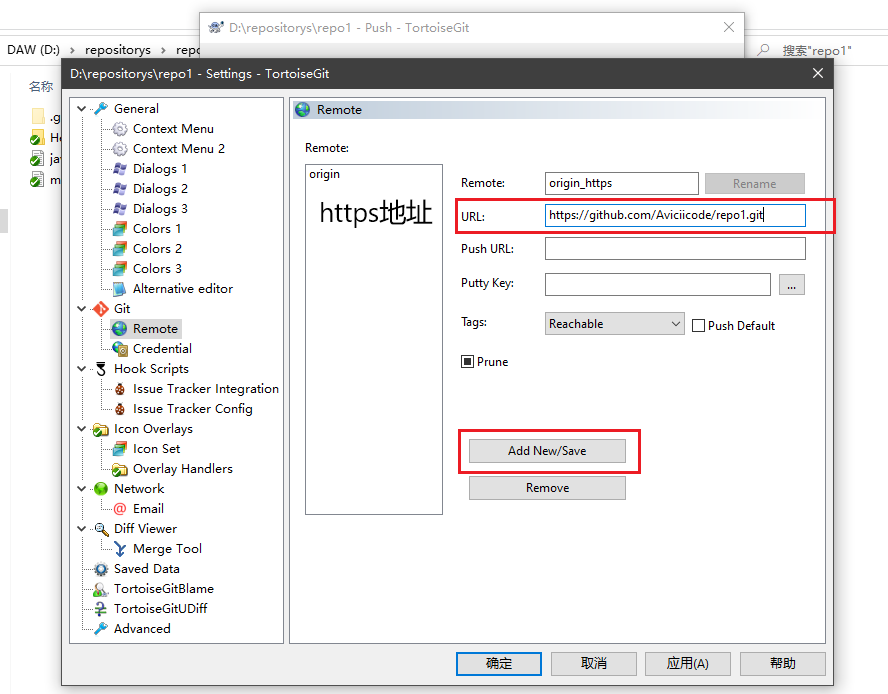 D:\repositorys\repo1 - Push - TortoiseGit
DAW (D:) > repositorys > repo
搜索"repo1"
名称
D:\repositorys\repo1 - Settings - TortoiseGit
General
Context Menu
Context Menu 2
Dialogs 1
Dialogs 2
Dialogs 3
Colors 1
Colors 2
Colors 3
Alternative editor
Git
Remote
Credential
Hook Scripts
Issue Tracker Integration
Issue Tracker Config
Icon Overlays
Icon Set
Overlay Handlers
Network
Email
Diff Viewer
Merge Tool
Saved Data
TortoiseGitBlame
TortoiseGitUDiff
Advanced
Remote
Remote:
origin
https地址
Remote: origin_https Rename
URL: https://github.com/Aviciicode/repo1.git
Push URL:
Putty Key: ...
Tags: Reachable Push Default
Prune
Add New/Save
Remove
确定 取消 应用(A) 帮助